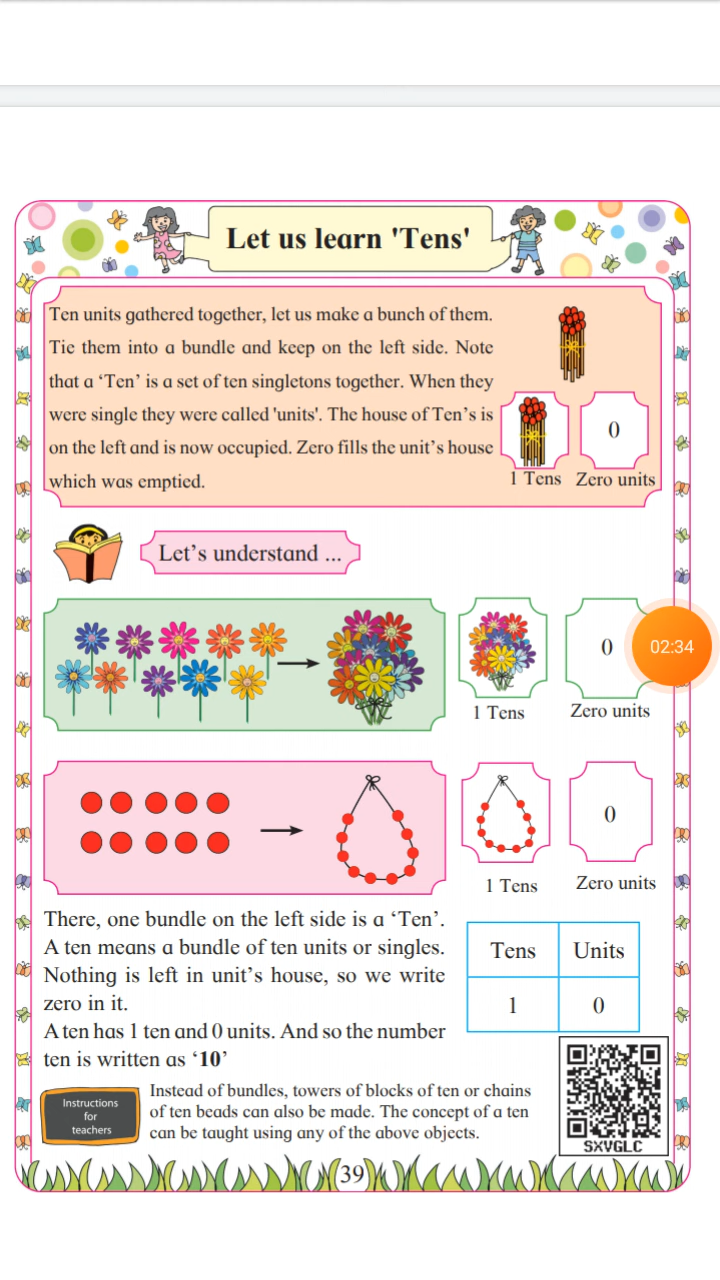 Let us learn 'Tens'
Ten units gathered together, let us make a bunch of them.
Tie them into a bundle and keep on the left side. Note
that a ‘Ten’ is a set of ten singletons together. When they
were single they were called 'units'. The house of Ten’s is
on the left and is now occupied. Zero fills the unit’s house
which was emptied.
0
1 Tens Zero units
Let’s understand ...
0
02:34
1 Tens Zero units
0
1 Tens Zero units
There, one bundle on the left side is a ‘Ten’.
A ten means a bundle of ten units or singles.
Nothing is left in unit’s house, so we write
zero in it.
A ten has 1 ten and 0 units. And so the number
ten is written as ‘10’
Tens Units
1 0
Instructions
for
teachers
Instead of bundles, towers of blocks of ten or chains
of ten beads can also be made. The concept of a ten
can be taught using any of the above objects.
SXVGLC
39